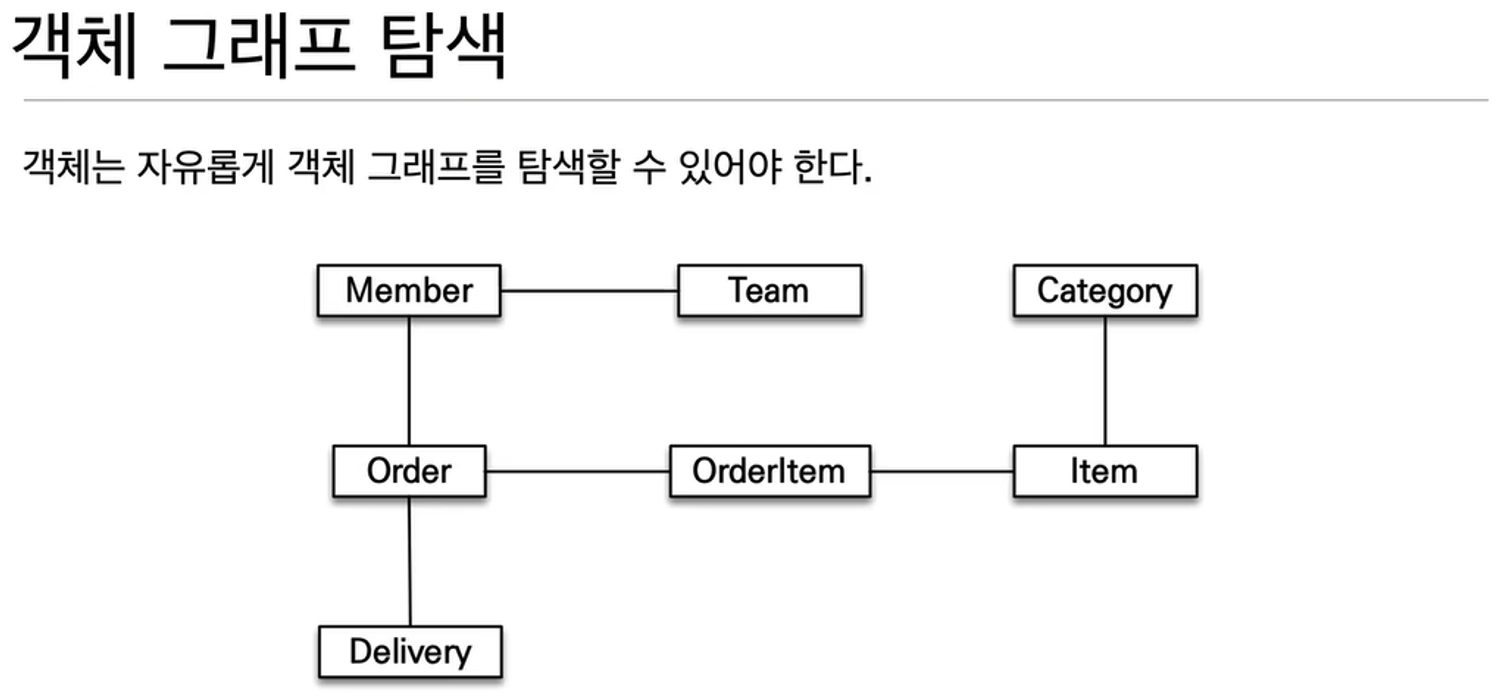 객체 그래프 탐색
객체는 자유롭게 객체 그래프를 탐색할 수 있어야 한다.
Member
Team
Category
Order
OrderItem
Item
Delivery